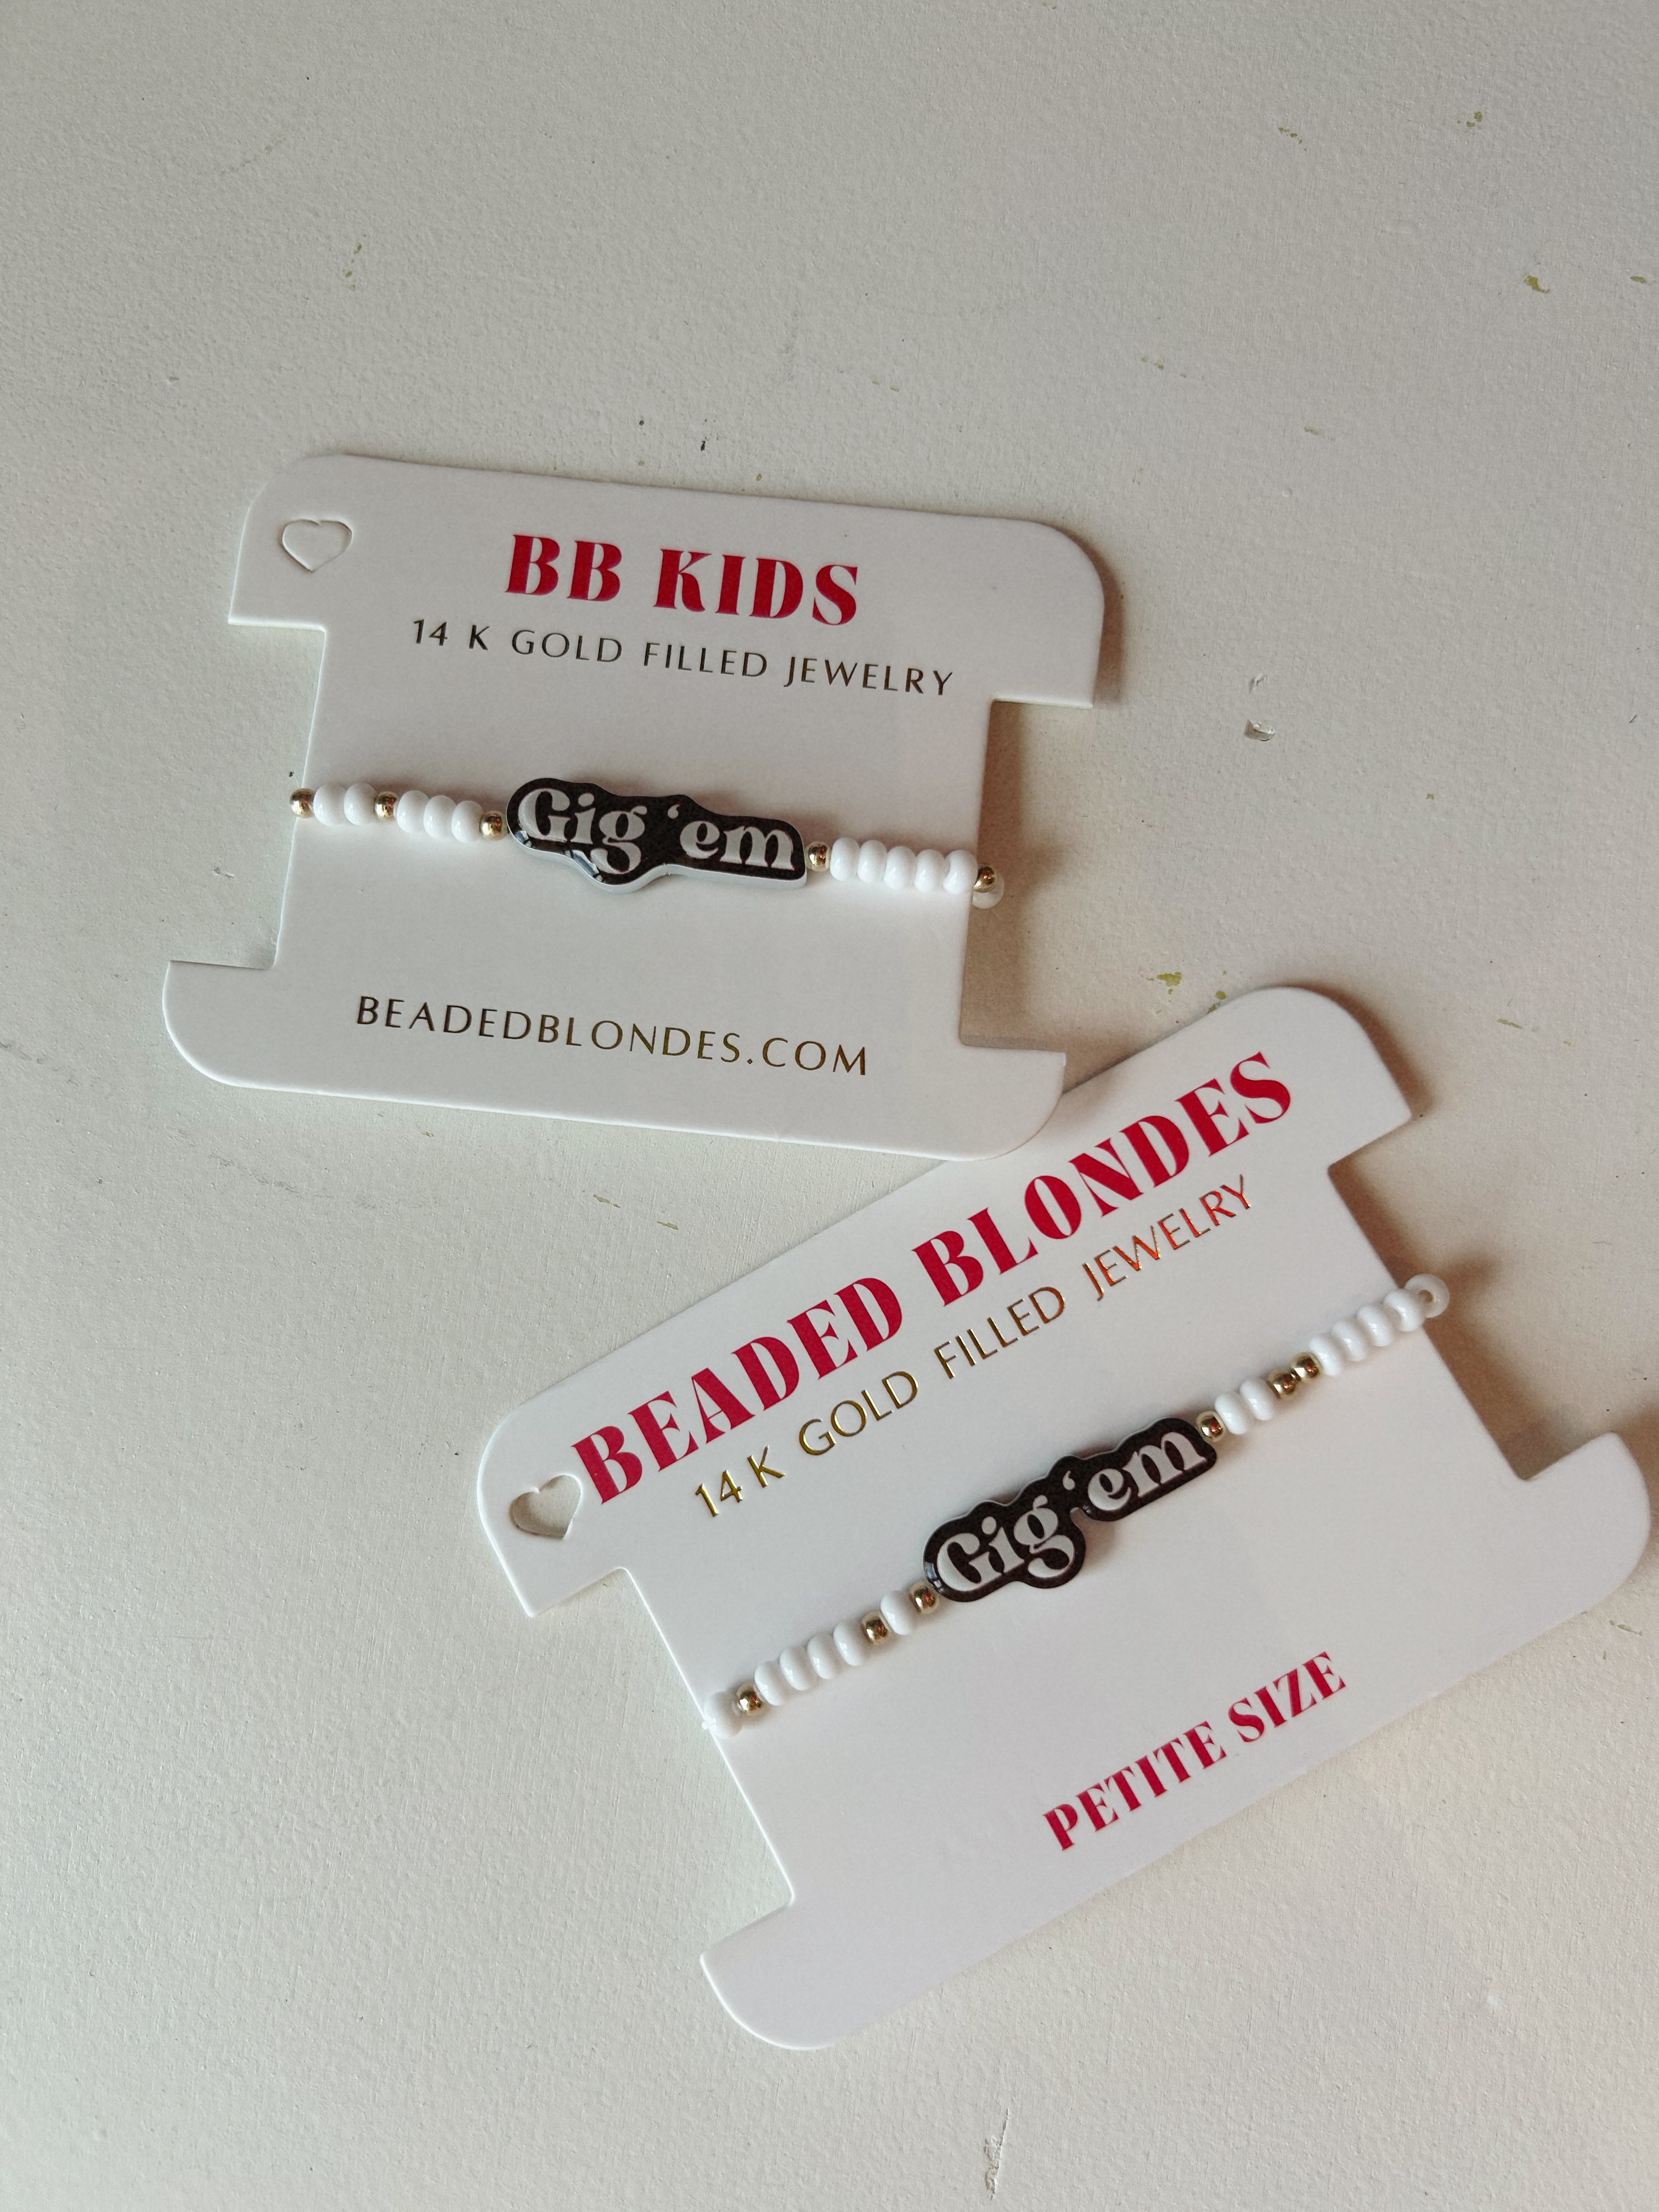 BB KIDS
14 K GOLD FILLED JEWELRY
Gig 'em
BEADEDBLONDES.COM
BEADED BLONDES
14 K GOLD FILLED JEWELRY
Gig 'em
PETITE SIZE